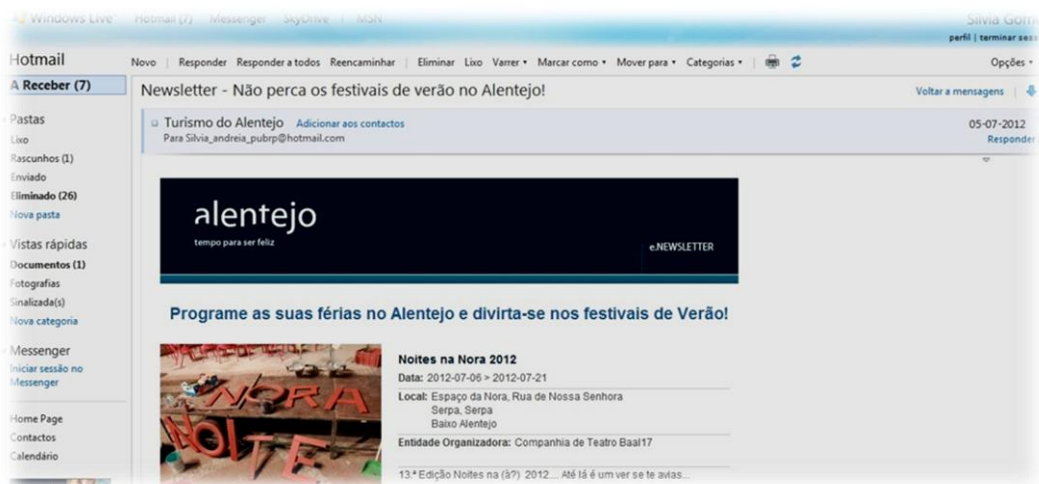 Windows Live™ Hotmail (7) Messenger SkyDrive | MSN
Silvia Gom
perfil | terminar sess
Hotmail
Novo | Responder Responder a todos Reencaminhar | Eliminar Lixo Varrer Marcar como Mover para Categorias
Opções
A Receber (7)
Newsletter - Não perca os festivais de verão no Alentejo!
Voltar a mensagens
Pastas
Lixo
Rascunhos (1)
Enviado
Eliminado (26)
Nova pasta
Vistas rápidas
Documentos (1)
Fotografias
Sinalizada(s)
Nova categoria
Messenger
Iniciar sessão no
Messenger
Home Page
Contactos
Calendário
Turismo do Alentejo Adicionar aos contactos
Para Silvia_andreia_pubrp@hotmail.com
05-07-2012
Responder
alentejo
tempo para ser feliz
e.NEWSLETTER
Programe as suas férias no Alentejo e divirta-se nos festivais de Verão!
NORA
NOITE
Noites na Nora 2012
Data: 2012-07-06 > 2012-07-21
Local: Espaço da Nora, Rua de Nossa Senhora
Serpa, Serpa
Baixo Alentejo
Entidade Organizadora: Companhia de Teatro Baal17
13.ª Edição Noites na (à?) 2012.... Até lá é um ver se te avias...